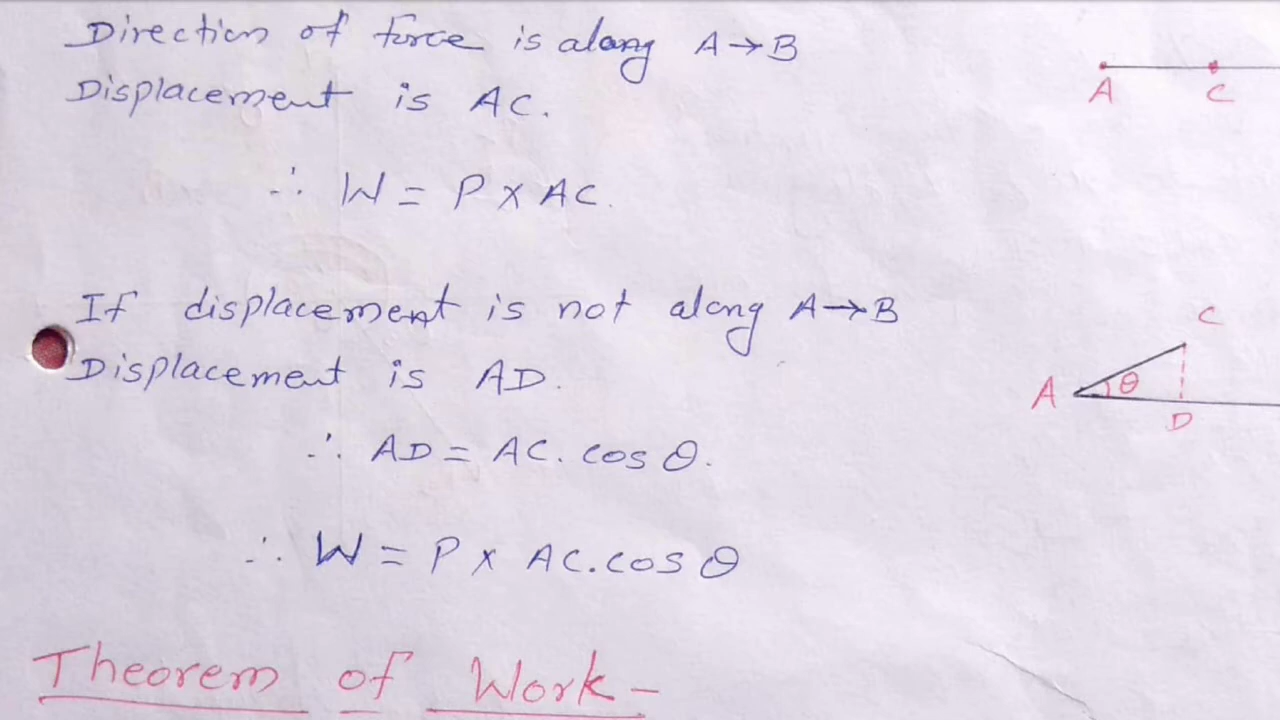 Direction of force is along A→B
Displacement is AC.
A C
∴ W = P X AC.
If displacement is not along A→B
Displacement is AD.
C
A θ
D
∴ AD = AC. cos θ.
∴ W = P x AC. cos θ
Theorem of Work –